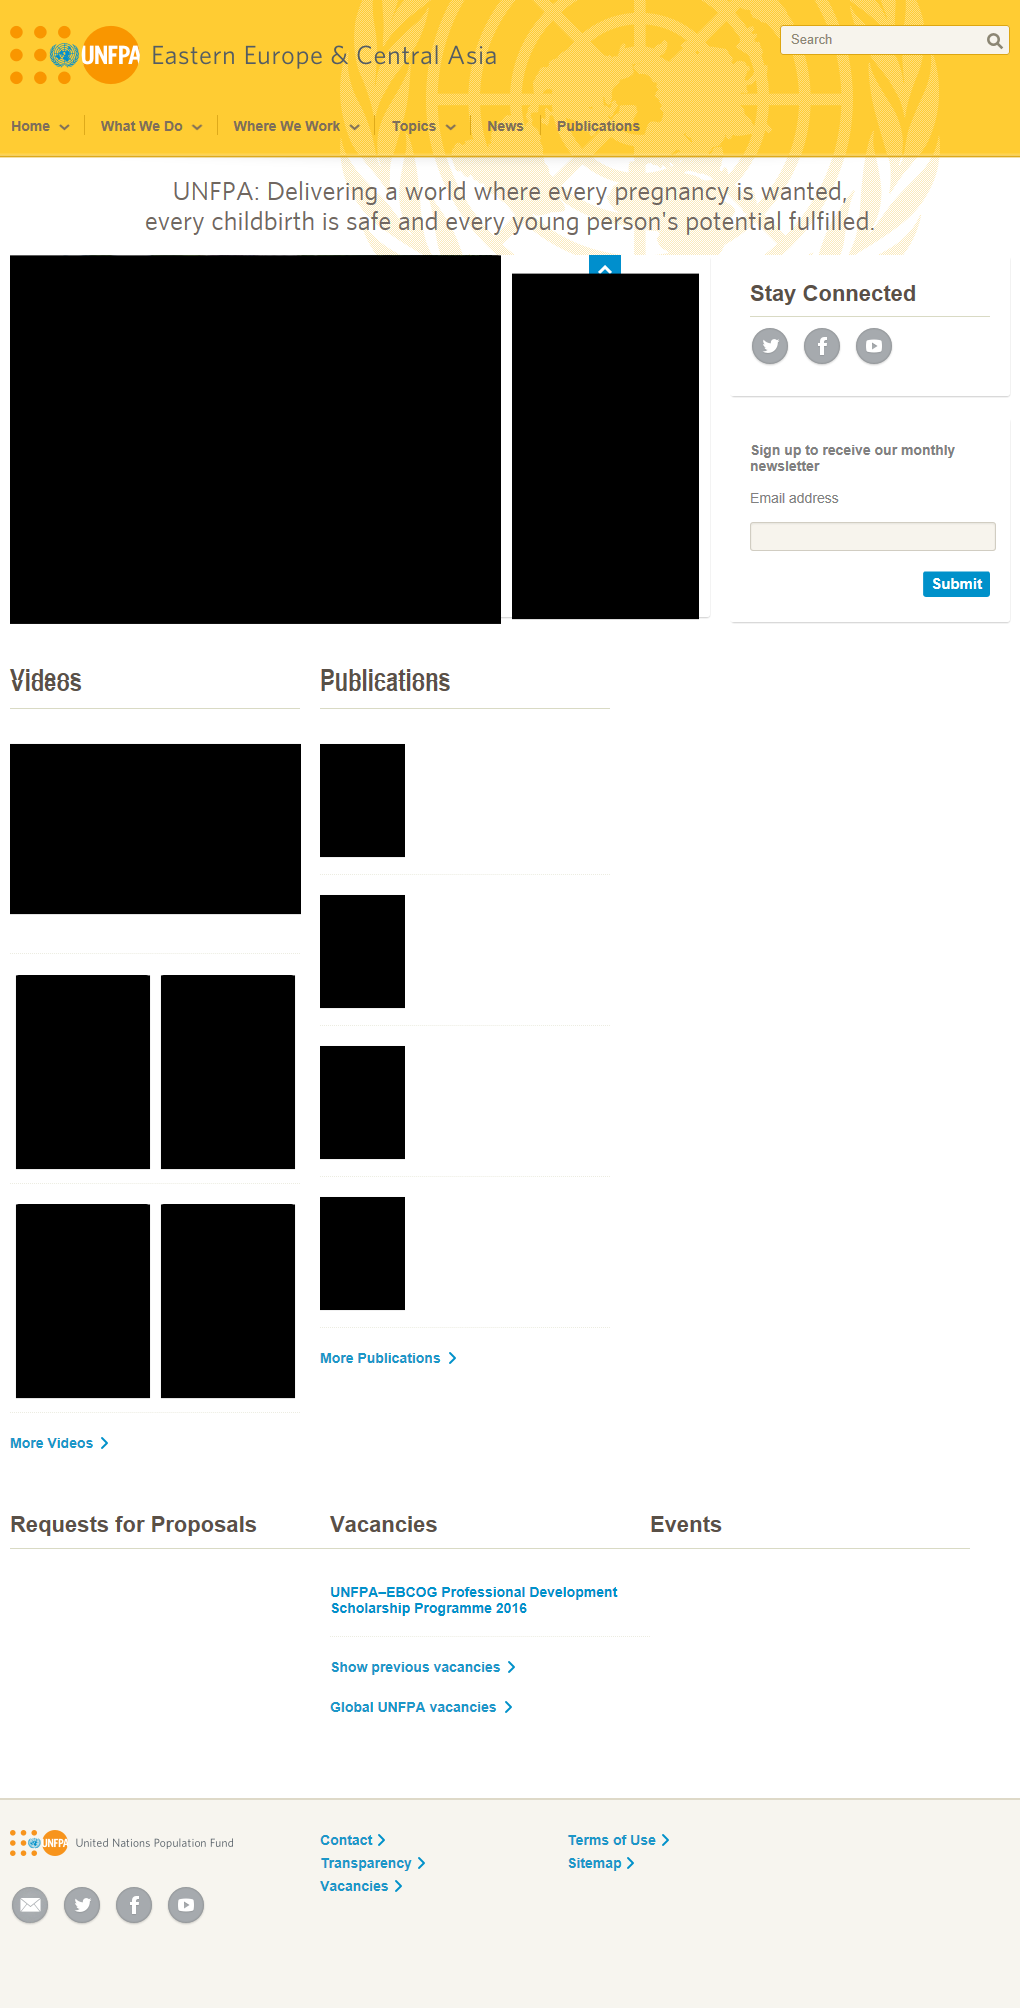 UNFPA Eastern Europe & Central Asia
Search
Home
What We Do
Where We Work
Topics
News
Publications
UNFPA: Delivering a world where every pregnancy is wanted,
every childbirth is safe and every young person's potential fulfilled.
Stay Connected
Sign up to receive our monthly
newsletter
Email address
Submit
Videos
Videos
Publications
Publications
More Publications
More Videos
Requests for Proposals
Vacancies
Events
UNFPA–EBCOG Professional Development
Scholarship Programme 2016
Show previous vacancies
Global UNFPA vacancies
UNFPA United Nations Population Fund
Contact
Transparency
Vacancies
Terms of Use
Sitemap